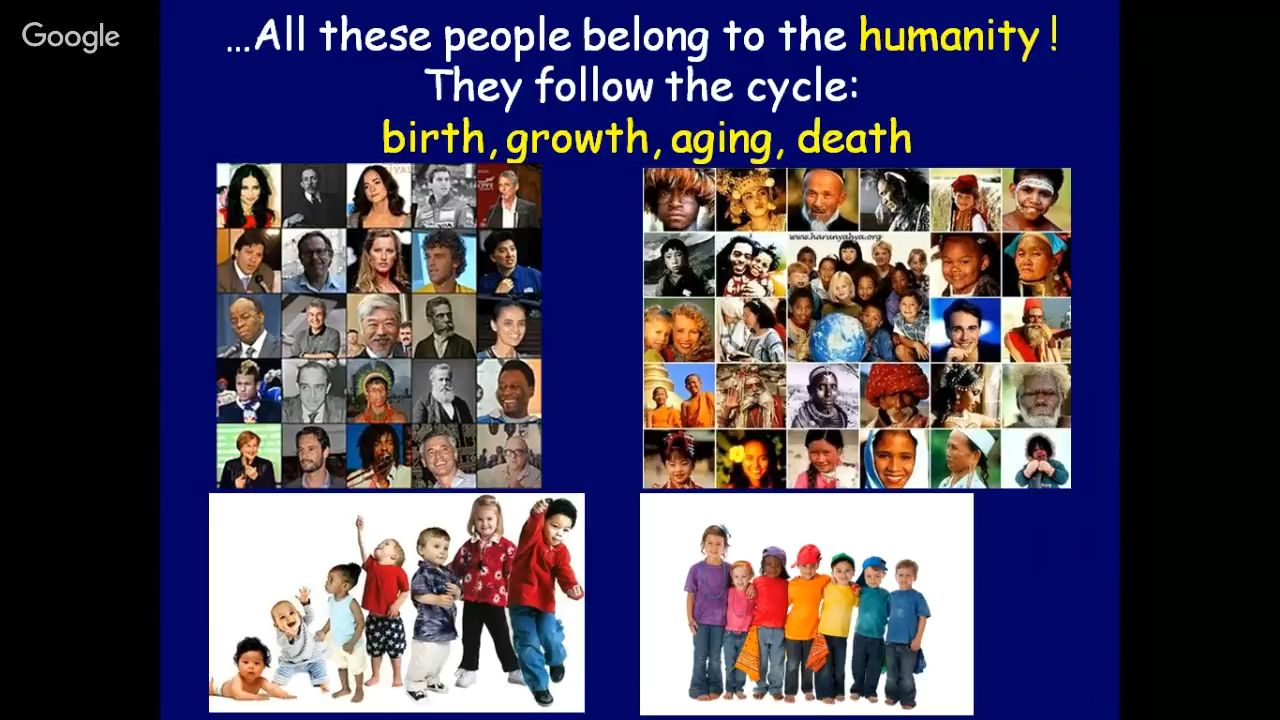 Google
...All these people belong to the humanity!
They follow the cycle:
birth, growth, aging, death
www.harunyahya.org